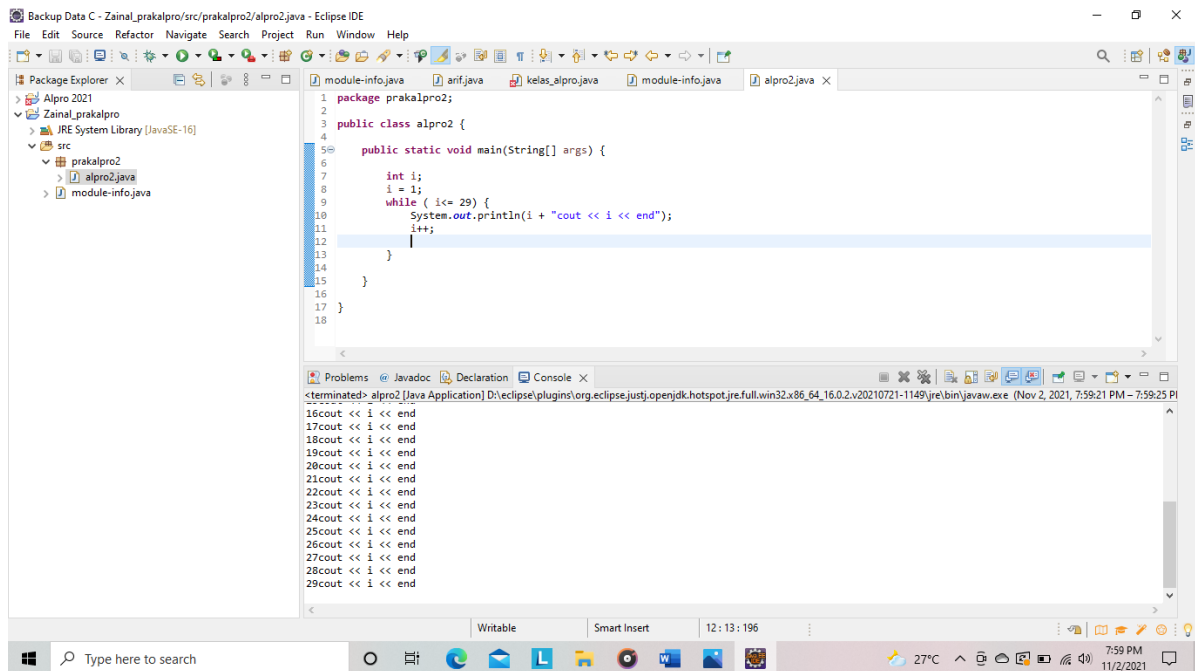 Backup Data C - Zainal_prakalpro/src/prakalpro2/alpro2.java - Eclipse IDE
File Edit Source Refactor Navigate Search Project Run Window Help
Package Explorer
Alpro 2021
Zainal_prakalpro
JRE System Library [JavaSE-16]
src
prakalpro2
alpro2.java
module-info.java
module-info.java arif.java kelas_alpro.java module-info.java alpro2.java
1 package prakalpro2;
2
3 public class alpro2 {
4
5 public static void main(String[] args) {
6
7 int i;
8 i = 1;
9 while ( i<= 29) {
10 System.out.println(i + "cout << i << end");
11 i++;
12
13 }
14
15 }
16
17 }
18
Problems Javadoc Declaration Console
<terminated> alpro2 [Java Application] D:\eclipse\plugins\org.eclipse.justj.openjdk.hotspot.jre.full.win32.x86_64_16.0.2.v20210721-1149\jre\bin\javaw.exe (Nov 2, 2021, 7:59:21 PM – 7:59:25 P
16cout << i << end
17cout << i << end
18cout << i << end
19cout << i << end
20cout << i << end
21cout << i << end
22cout << i << end
23cout << i << end
24cout << i << end
25cout << i << end
26cout << i << end
27cout << i << end
28cout << i << end
29cout << i << end
Writable Smart Insert 12 : 13 : 196
Type here to search
27°C
7:59 PM
11/2/2021